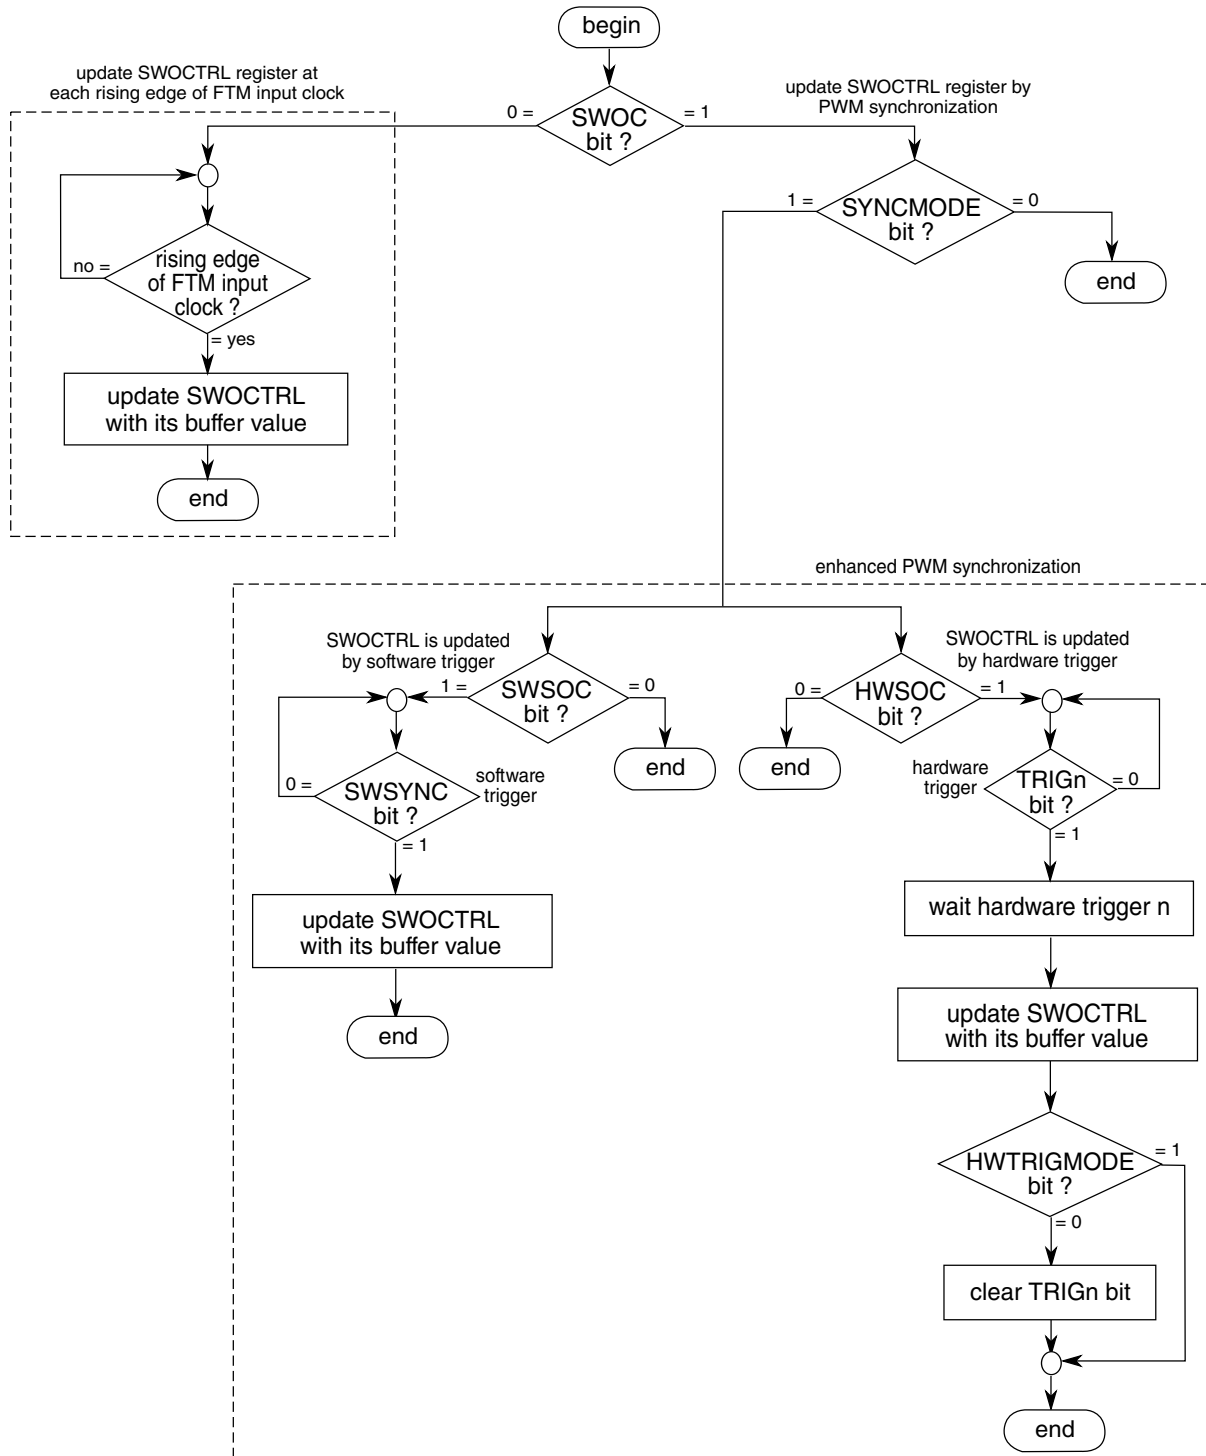 begin
update SWOCTRL register at
each rising edge of FTM input clock
update SWOCTRL register by
PWM synchronization
0 =
SWOC
bit ?
= 1
1 =
SYNCMODE
bit ?
= 0
end
no =
rising edge
of FTM input
clock ?
= yes
update SWOCTRL
with its buffer value
end
enhanced PWM synchronization
SWOCTRL is updated
by software trigger
SWOCTRL is updated
by hardware trigger
1 =
SWSOC
bit ?
= 0
end
0 =
HWSOC
bit ?
= 1
end
0 =
SWSYNC
bit ?
software
trigger
= 1
hardware
trigger
TRIGn
bit ?
= 0
= 1
update SWOCTRL
with its buffer value
end
wait hardware trigger n
update SWOCTRL
with its buffer value
HWTRIGMODE
bit ?
= 1
= 0
clear TRIGn bit
end